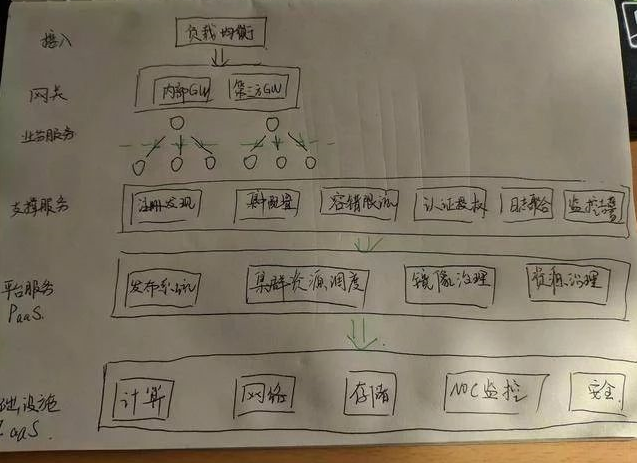 接入
负载均衡
网关
内部GW 第三方GW
业务服务
支撑服务
注册发现 集中配置 容错限流 认证授权 日志聚合 监控告警
平台服务
PaaS.
发布系统 集群资源调度 镜像治理 资源治理
础设施
IaaS.
计算 网络 存储 NOC监控 安全